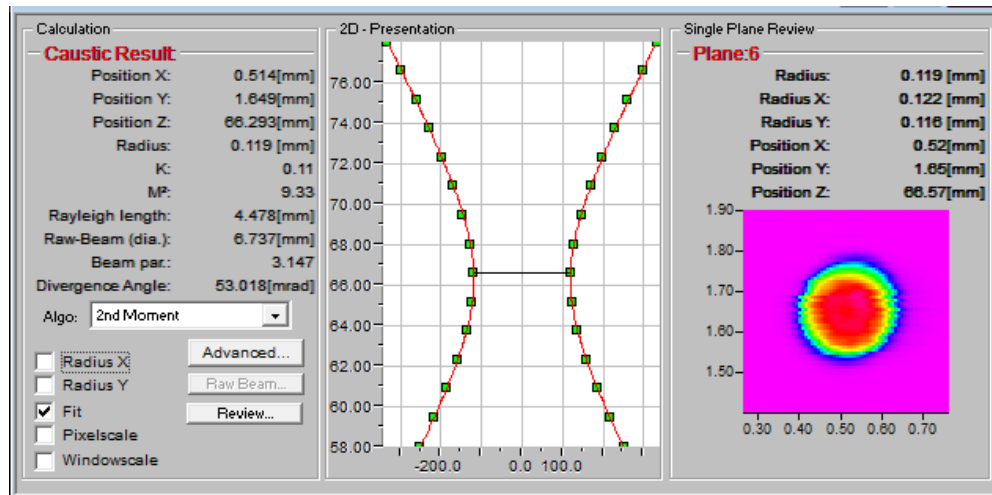 Calculation
Caustic Result:
Position X: 0.514[mm]
Position Y: 1.649[mm]
Position Z: 66.293[mm]
Radius: 0.119 [mm]
K: 0.11
M²: 9.33
Rayleigh length: 4.478[mm]
Raw-Beam (dia.): 6.737[mm]
Beam par.: 3.147
Divergence Angle: 53.018[mrad]
Algo: 2nd Moment
Radius X
Radius Y
Fit
Pixelscale
Windowscale
Advanced...
Raw Beam...
Review...
2D - Presentation
76.00
74.00
72.00
70.00
68.00
66.00
64.00
62.00
60.00
58.00
-200.0 0.0 100.0
Single Plane Review
Plane:6
Radius: 0.119 [mm]
Radius X: 0.122 [mm]
Radius Y: 0.116 [mm]
Position X: 0.52[mm]
Position Y: 1.65[mm]
Position Z: 66.57[mm]
1.90
1.80
1.70
1.60
1.50
0.30 0.40 0.50 0.60 0.70